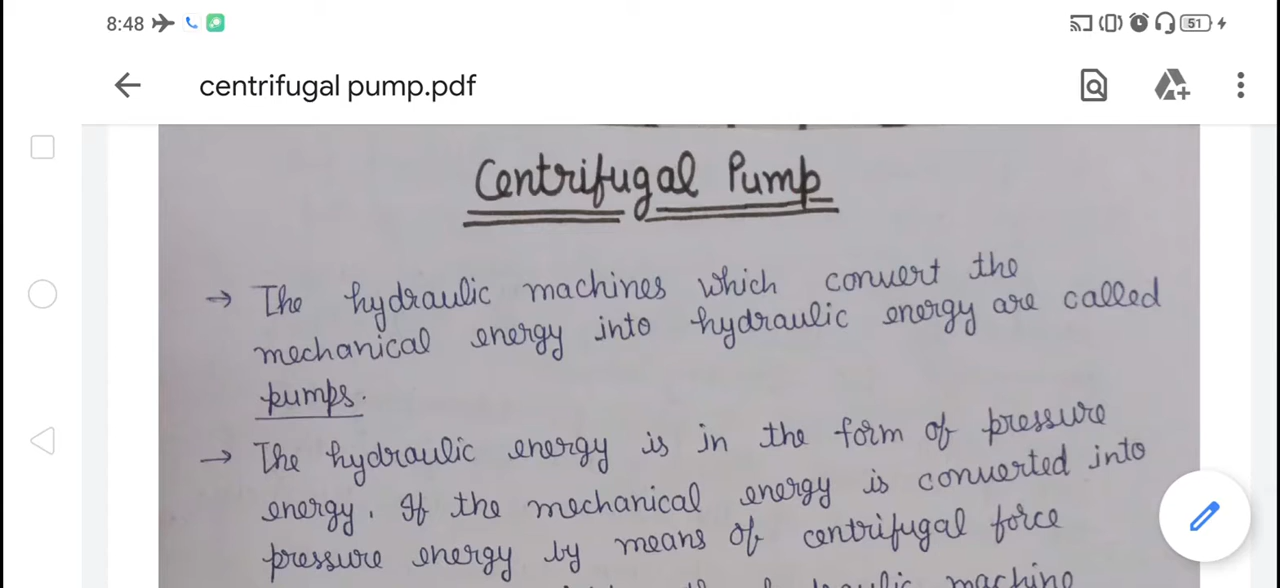 8:48 51
centrifugal pump.pdf
Centrifugal Pump
→ The hydraulic machines which convert the
mechanical energy into hydraulic energy are called
pumps.
→ The hydraulic energy is in the form of pressure
energy. If the mechanical energy is converted into
pressure energy by means of centrifugal force
machine